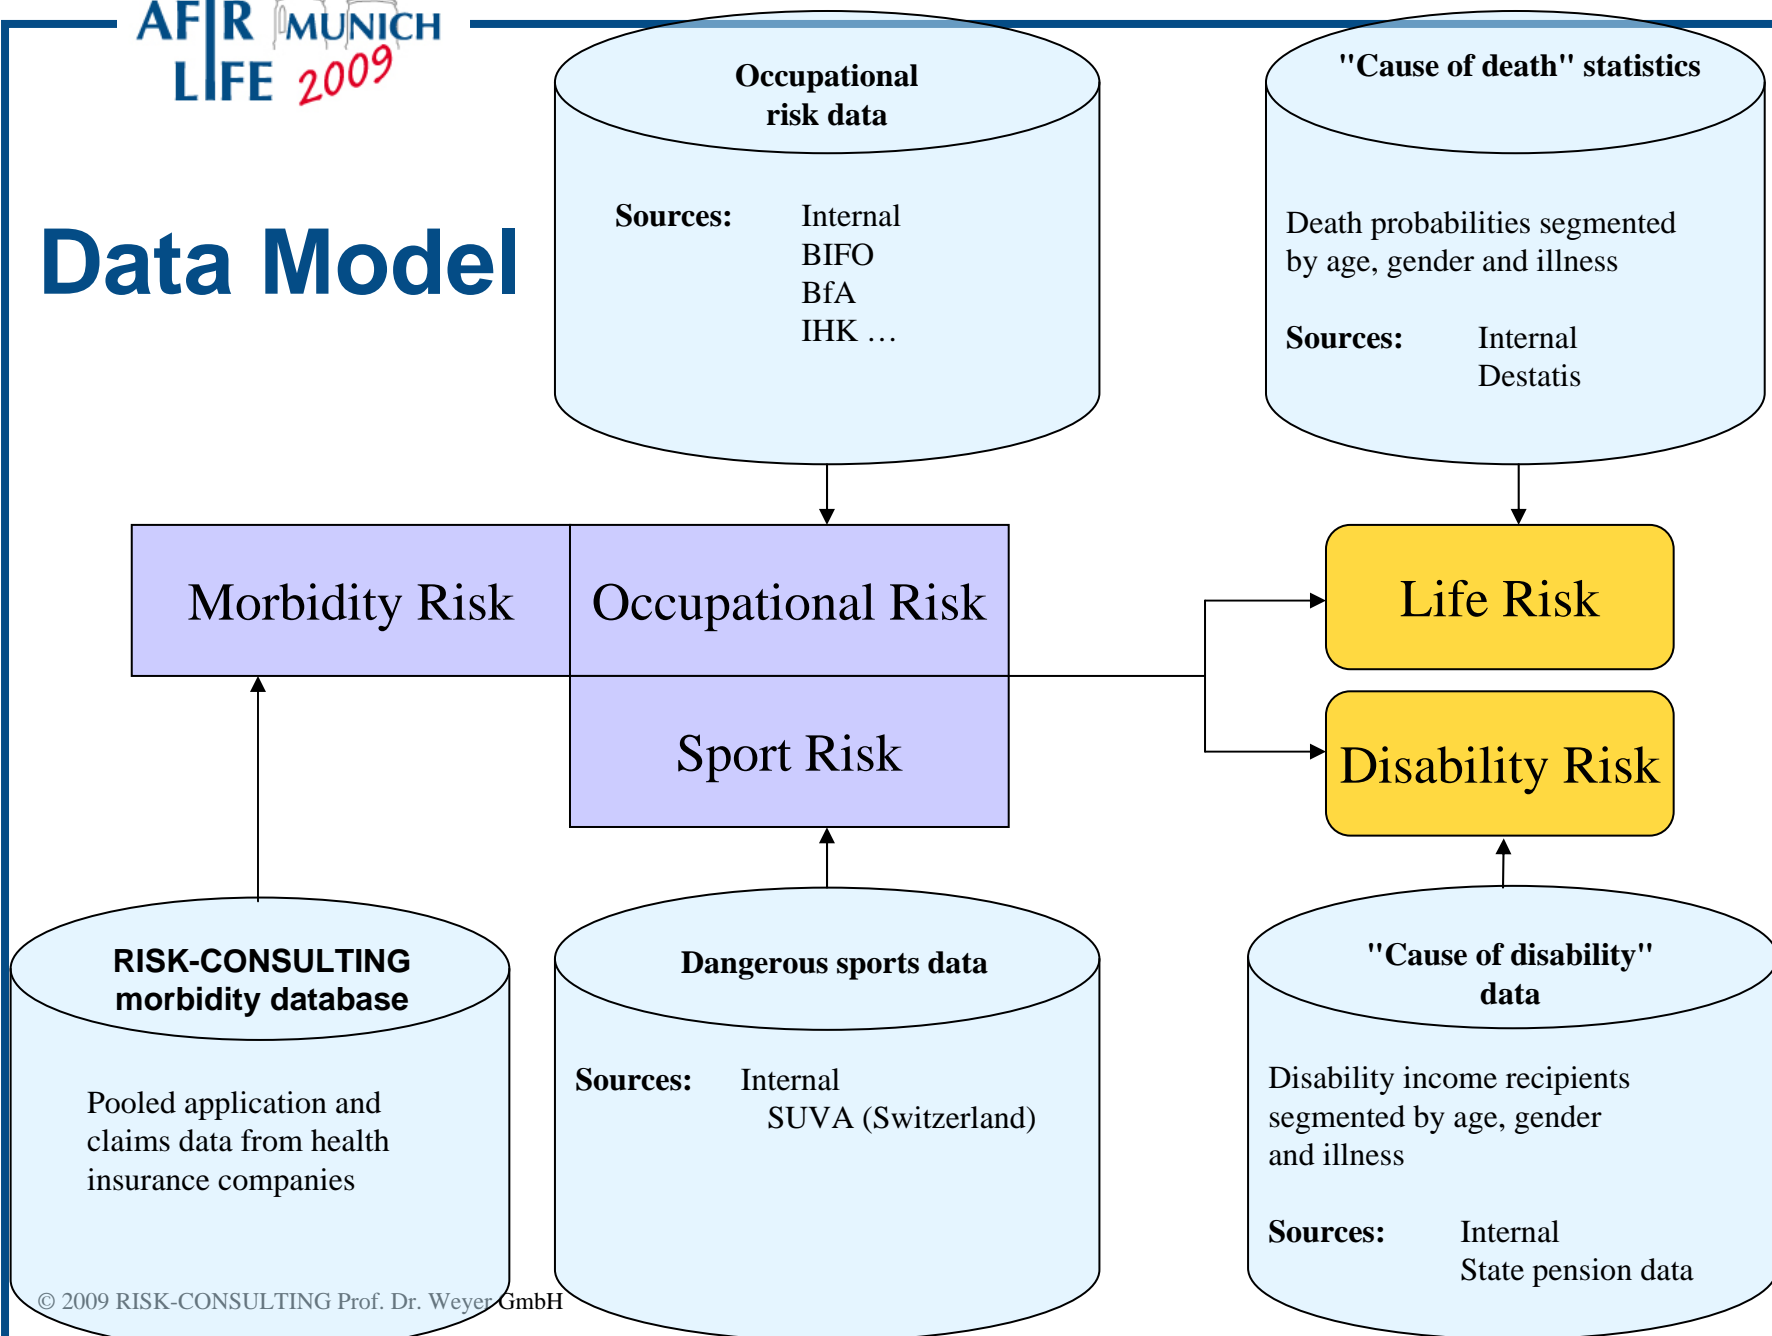 AFIR MUNICH
LIFE 2009
Data Model
Occupational
risk data
Sources: Internal
BIFO
BfA
IHK …
"Cause of death" statistics
Death probabilities segmented
by age, gender and illness
Sources: Internal
Destatis
Morbidity Risk
Occupational Risk
Sport Risk
Life Risk
Disability Risk
RISK-CONSULTING
morbidity database
Pooled application and
claims data from health
insurance companies
Dangerous sports data
Sources: Internal
SUVA (Switzerland)
"Cause of disability"
data
Disability income recipients
segmented by age, gender
and illness
Sources: Internal
State pension data
© 2009 RISK-CONSULTING Prof. Dr. Weyer GmbH